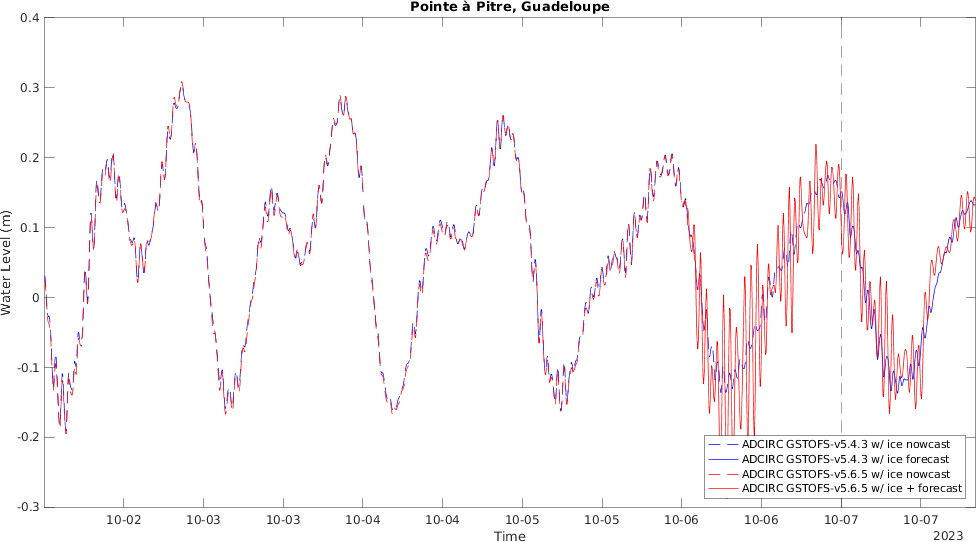 Pointe à Pitre, Guadeloupe
0.4
0.3
0.2
0.1
0
-0.1
-0.2
-0.3
Water Level (m)
ADCIRC GSTOFS-v5.4.3 w/ ice nowcast
ADCIRC GSTOFS-v5.4.3 w/ ice forecast
ADCIRC GSTOFS-v5.6.5 w/ ice nowcast
ADCIRC GSTOFS-v5.6.5 w/ ice + forecast
10-02 10-03 10-03 10-04 10-04 10-05 10-05 10-06 10-06 10-07 10-07
Time
2023